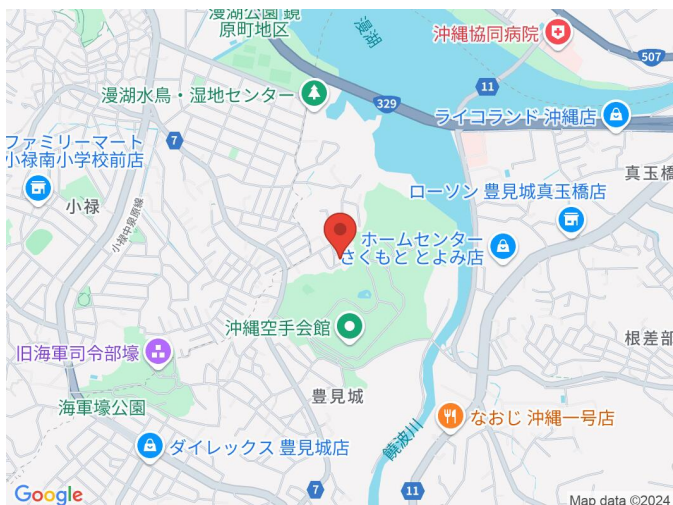 漫湖公園 鏡
原町地区
漫湖
沖縄協同病院
507
11
漫湖水鳥・湿地センター
329
ライコランド 沖縄店
ファミリーマート
小禄南小学校前店
7
真玉橋
ローソン 豊見城真玉橋店
小禄
小禄中央線
ホームセンター
さくもと とよみ店
沖縄空手会館
旧海軍司令部壕
根差部
豊見城
海軍壕公園
なおじ 沖縄一号店
饒波川
ダイレックス 豊見城店
7
11
Google
Map data ©2024